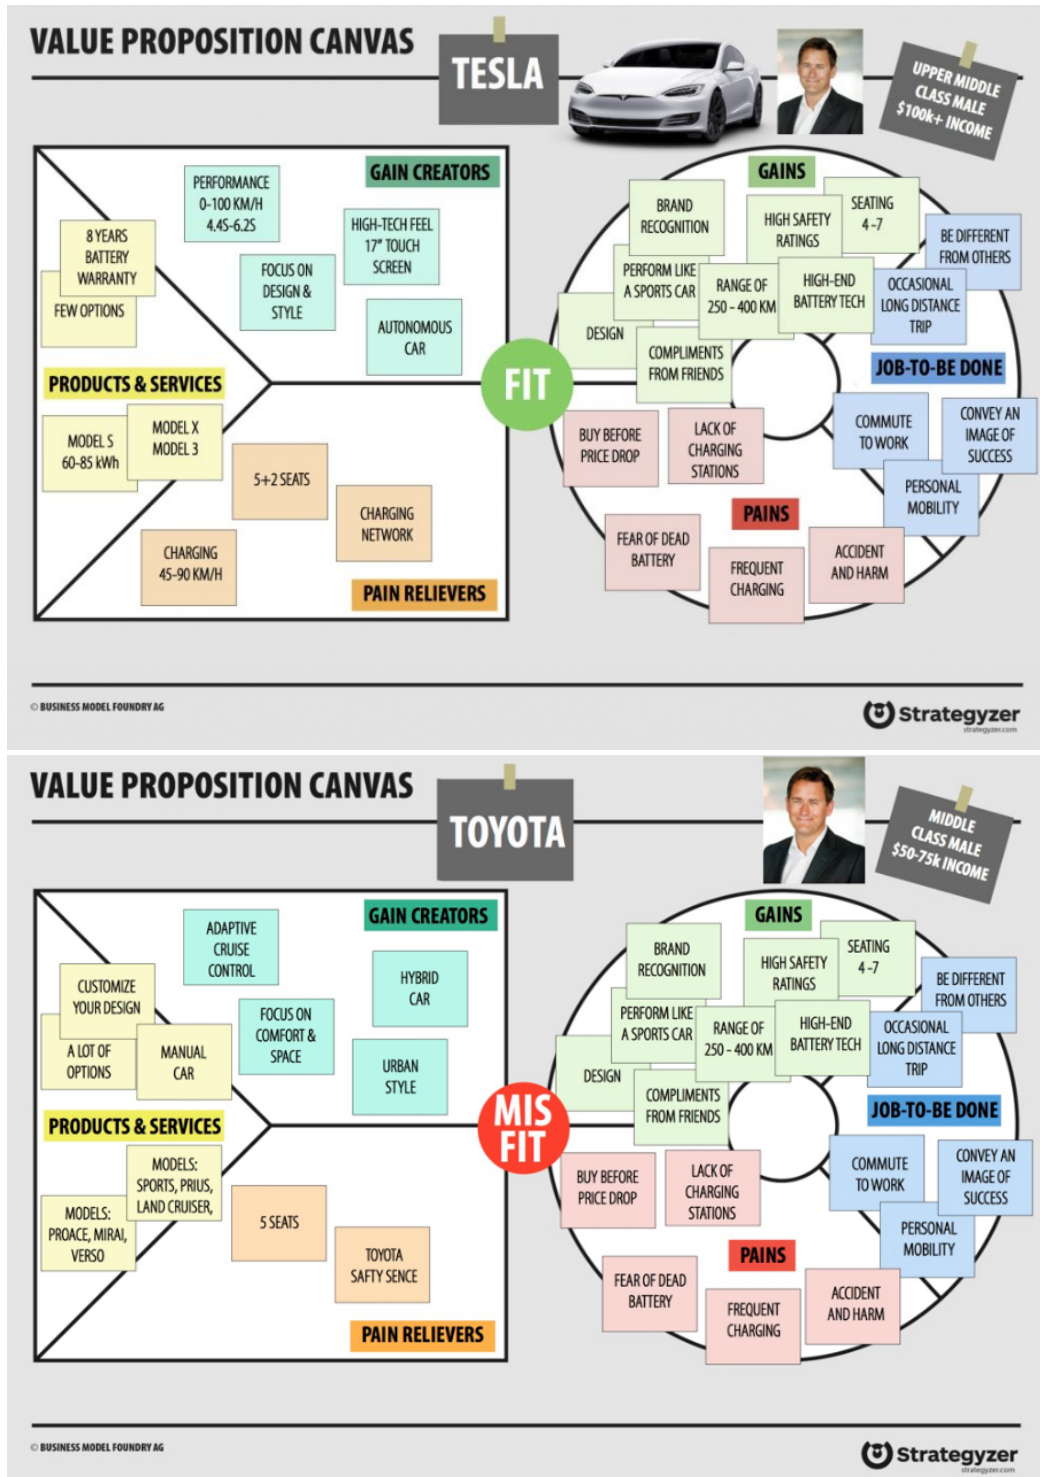 VALUE PROPOSITION CANVAS
TESLA
UPPER MIDDLE
CLASS MALE
$100k+ INCOME
GAIN CREATORS
PERFORMANCE
0-100 KM/H
4.4S-6.2S
HIGH-TECH FEEL
17" TOUCH
SCREEN
8 YEARS
BATTERY
WARRANTY
FEW OPTIONS
FOCUS ON
DESIGN &
STYLE
AUTONOMOUS
CAR
PRODUCTS & SERVICES
MODEL S
60-85 kWh
MODEL X
MODEL 3
5+2 SEATS
CHARGING
NETWORK
CHARGING
45-90 KM/H
PAIN RELIEVERS
FIT
GAINS
BRAND
RECOGNITION
HIGH SAFETY
RATINGS
SEATING
4 -7
PERFORM LIKE
A SPORTS CAR
RANGE OF
250 - 400 KM
HIGH-END
BATTERY TECH
DESIGN
COMPLIMENTS
FROM FRIENDS
BE DIFFERENT
FROM OTHERS
OCCASIONAL
LONG DISTANCE
TRIP
JOB-TO-BE DONE
COMMUTE
TO WORK
CONVEY AN
IMAGE OF
SUCCESS
PERSONAL
MOBILITY
BUY BEFORE
PRICE DROP
LACK OF
CHARGING
STATIONS
PAINS
FEAR OF DEAD
BATTERY
FREQUENT
CHARGING
ACCIDENT
AND HARM
© BUSINESS MODEL FOUNDRY AG
Strategyzer
strategyzer.com
VALUE PROPOSITION CANVAS
TOYOTA
MIDDLE
CLASS MALE
$50-75k INCOME
GAIN CREATORS
ADAPTIVE
CRUISE
CONTROL
HYBRID
CAR
CUSTOMIZE
YOUR DESIGN
A LOT OF
OPTIONS
MANUAL
CAR
FOCUS ON
COMFORT &
SPACE
URBAN
STYLE
PRODUCTS & SERVICES
MODELS:
SPORTS, PRIUS,
LAND CRUISER,
MODELS:
PROACE, MIRAI,
VERSO
5 SEATS
TOYOTA
SAFTY SENCE
PAIN RELIEVERS
MIS
FIT
GAINS
BRAND
RECOGNITION
HIGH SAFETY
RATINGS
SEATING
4 -7
PERFORM LIKE
A SPORTS CAR
RANGE OF
250 - 400 KM
HIGH-END
BATTERY TECH
DESIGN
COMPLIMENTS
FROM FRIENDS
BE DIFFERENT
FROM OTHERS
OCCASIONAL
LONG DISTANCE
TRIP
JOB-TO-BE DONE
COMMUTE
TO WORK
CONVEY AN
IMAGE OF
SUCCESS
PERSONAL
MOBILITY
BUY BEFORE
PRICE DROP
LACK OF
CHARGING
STATIONS
PAINS
FEAR OF DEAD
BATTERY
FREQUENT
CHARGING
ACCIDENT
AND HARM
© BUSINESS MODEL FOUNDRY AG
Strategyzer
strategyzer.com